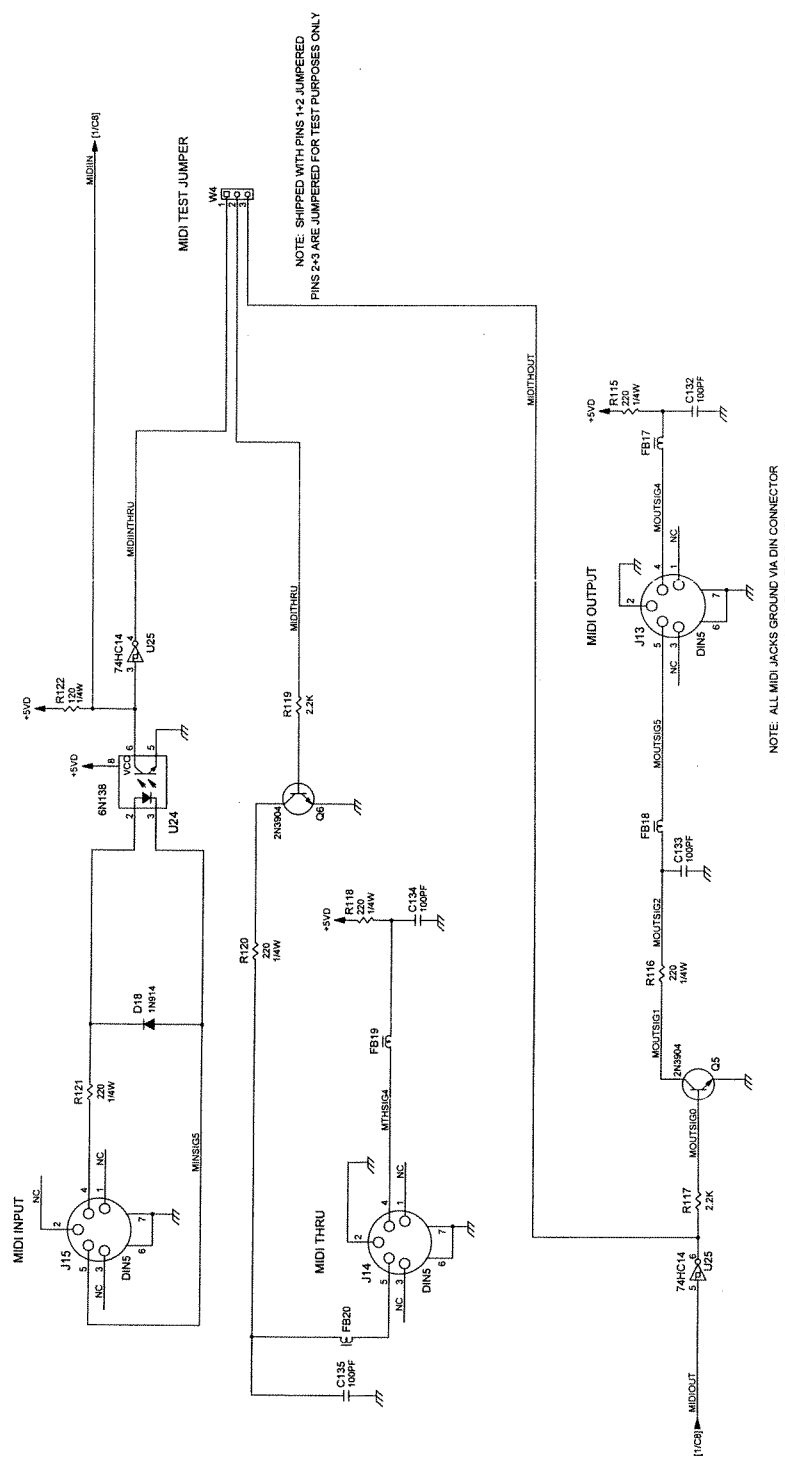 MIDI INPUT
NC
2
J15
5
4
3
1
NC
NC
DIN5
6
7
R121
220
1/4W
D18
1N914
MINSIG5
6N138
U24
2
3
+5VD
8
VCC
6
5
+5VD
R122
120
1/4W
74HC14
3
4
U25
MIDIINTHRU
MIDIIN
[1/C8]
MIDI TEST JUMPER
W4
1
2
3
NOTE: SHIPPED WITH PINS 1+2 JUMPERED
PINS 2+3 ARE JUMPERED FOR TEST PURPOSES ONLY
C135
100PF
FB20
R120
220
1/4W
2N3904
Q6
R119
2.2K
MIDITHRU
MIDI THRU
2
J14
5
4
3
1
NC
NC
DIN5
6
7
MTHSIG4
FB19
+5VD
R118
220
1/4W
C134
100PF
MIDITHOUT
[1/C8]
MIDIOUT
74HC14
5
6
U25
R117
2.2K
MOUTSIG0
2N3904
Q5
MOUTSIG1
R116
220
1/4W
MOUTSIG2
C133
100PF
FB18
MOUTSIG5
MIDI OUTPUT
2
J13
5
4
3
1
NC
NC
DIN5
6
7
MOUTSIG4
FB17
+5VD
R115
220
1/4W
C132
100PF
NOTE: ALL MIDI JACKS GROUND VIA DIN CONNECTOR